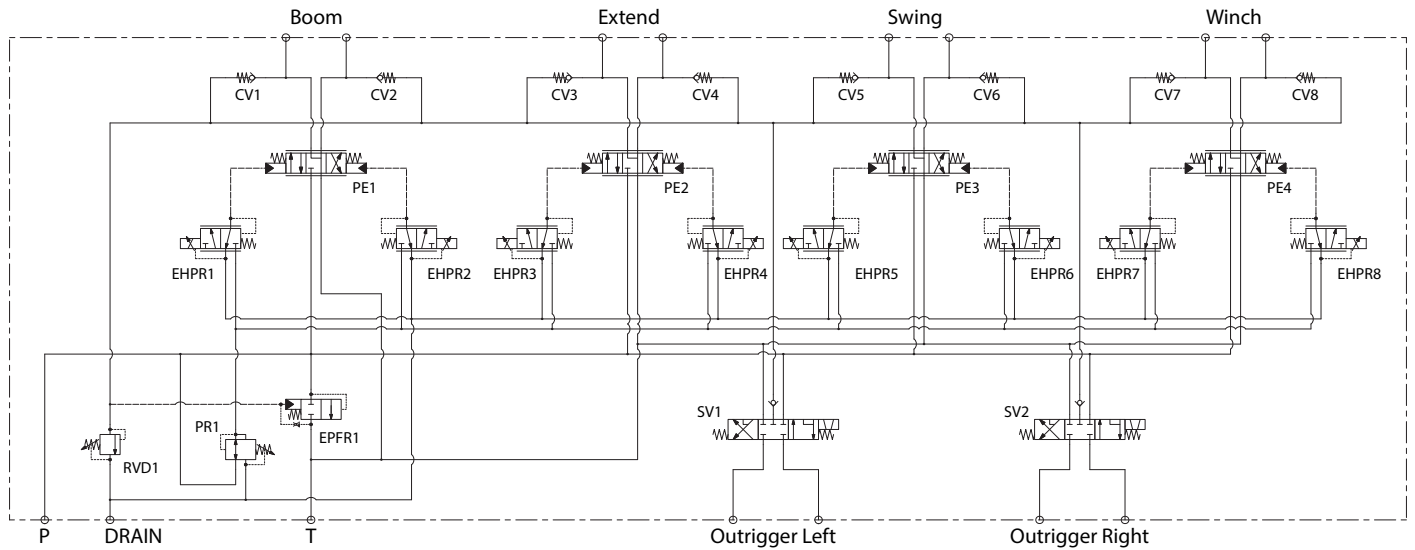 Boom Extend Swing Winch
CV1 CV2 CV3 CV4 CV5 CV6 CV7 CV8
PE1 PE2 PE3 PE4
EHPR1 EHPR2 EHPR3 EHPR4 EHPR5 EHPR6 EHPR7 EHPR8
SV1 SV2
PR1 EPFR1
RVD1
P DRAIN T Outrigger Left Outrigger Right